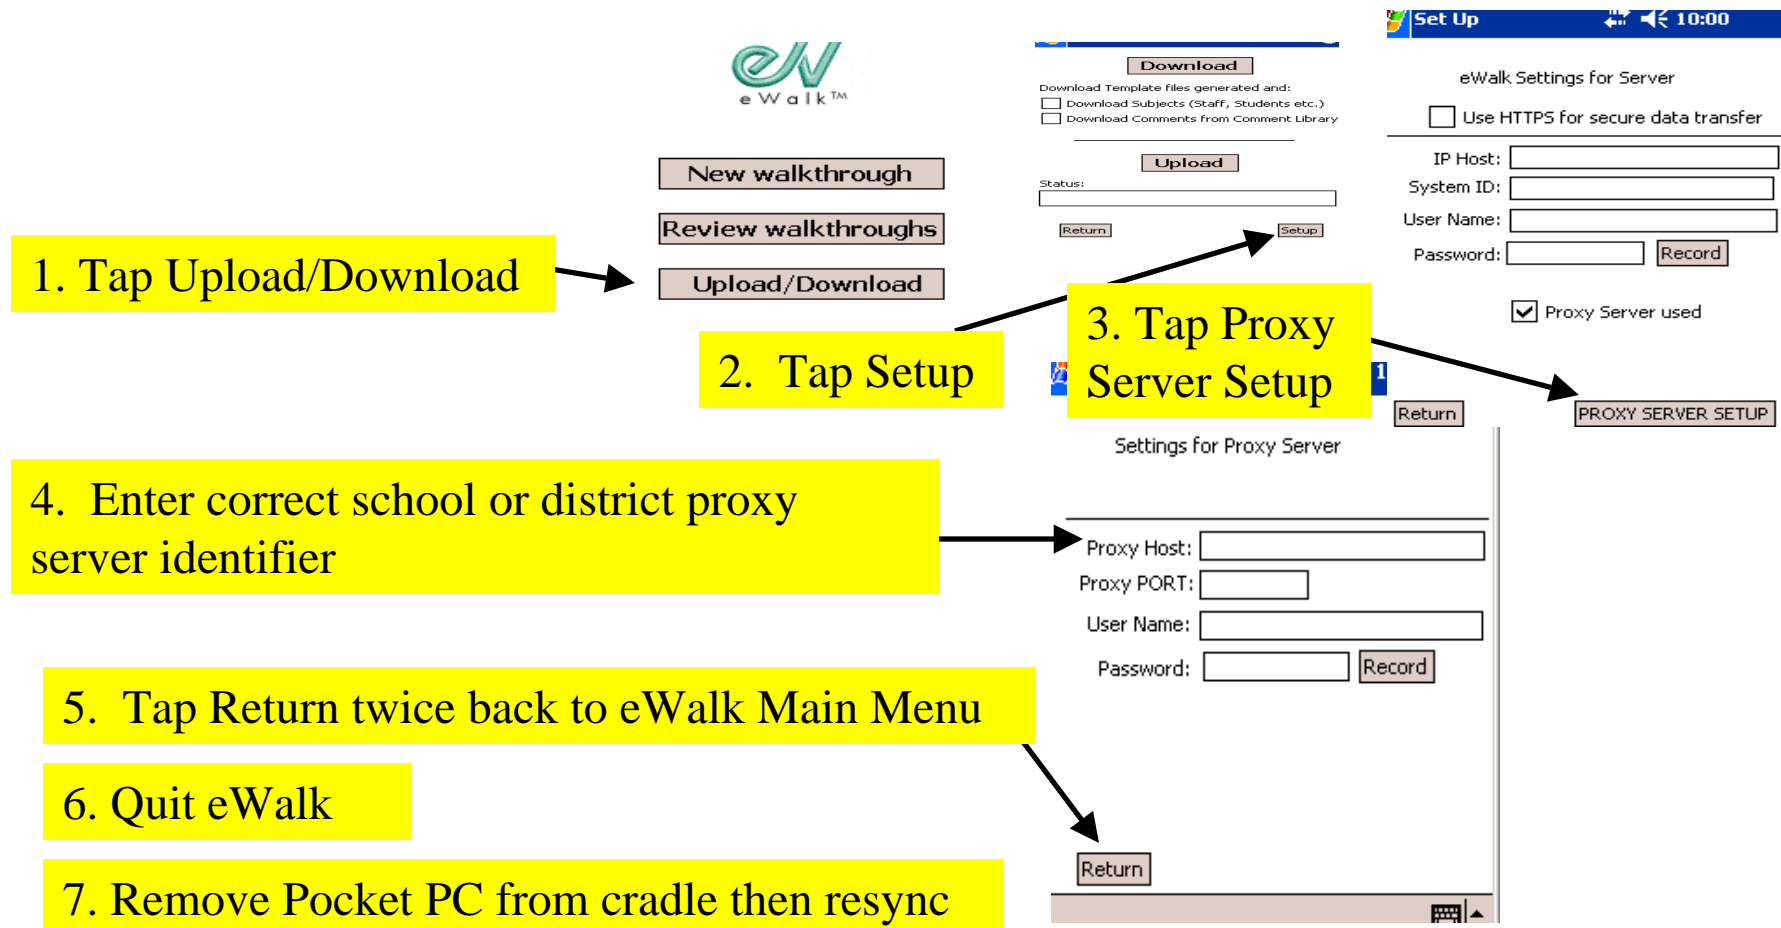 eW
eWalk™
New walkthrough
Review walkthroughs
Upload/Download
1. Tap Upload/Download
Download
Download Template files generated and:
Download Subjects (Staff, Students etc.)
Download Comments from Comment Library
Upload
Status:
Return
Setup
2. Tap Setup
Set Up
10:00
eWalk Settings for Server
Use HTTPS for secure data transfer
IP Host:
System ID:
User Name:
Password:
Record
Proxy Server used
Return
PROXY SERVER SETUP
3. Tap Proxy
Server Setup
1
Settings for Proxy Server
Proxy Host:
Proxy PORT:
User Name:
Password:
Record
Return
4. Enter correct school or district proxy
server identifier
5. Tap Return twice back to eWalk Main Menu
6. Quit eWalk
7. Remove Pocket PC from cradle then resync